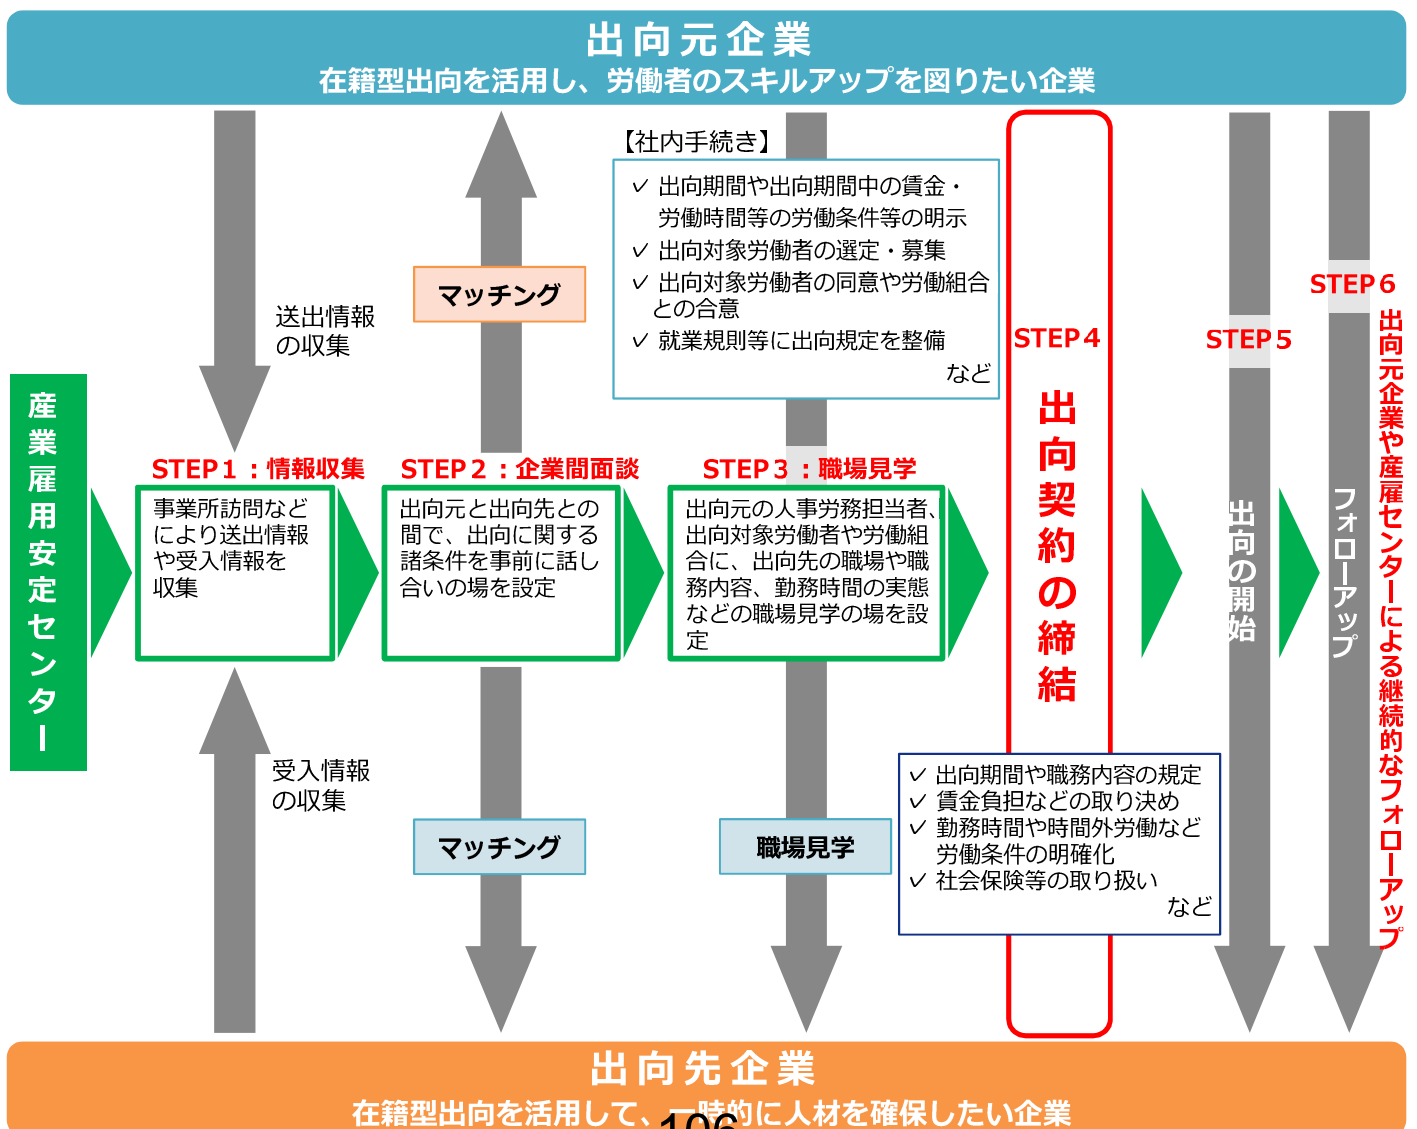 出向元企業
在籍型出向を活用し、労働者のスキルアップを図りたい企業
【社内手続き】
✓ 出向期間や出向期間中の賃金・
労働時間等の労働条件等の明示
✓ 出向対象労働者の選定・募集
✓ 出向対象労働者の同意や労働組合
との合意
✓ 就業規則等に出向規定を整備
など
マッチング
送出情報
の収集
産業雇用安定センター
STEP1：情報収集
事業所訪問など
により送出情報
や受入情報を
収集
STEP2：企業間面談
出向元と出向先との
間で、出向に関する
諸条件を事前に話し
合いの場を設定
STEP3：職場見学
出向元の人事労務担当者、
出向対象労働者や労働組
合に、出向先の職場や職
務内容、勤務時間の実態
などの職場見学の場を設
定
STEP4
出向契約の締結
STEP5
出向の開始
STEP6
フォローアップ
出向元企業や産雇センターによる継続的なフォローアップ
受入情報
の収集
マッチング
職場見学
✓ 出向期間や職務内容の規定
✓ 賃金負担などの取り決め
✓ 勤務時間や時間外労働など
労働条件の明確化
✓ 社会保険等の取り扱い
など
出向先企業
在籍型出向を活用して、一時的に人材を確保したい企業
106